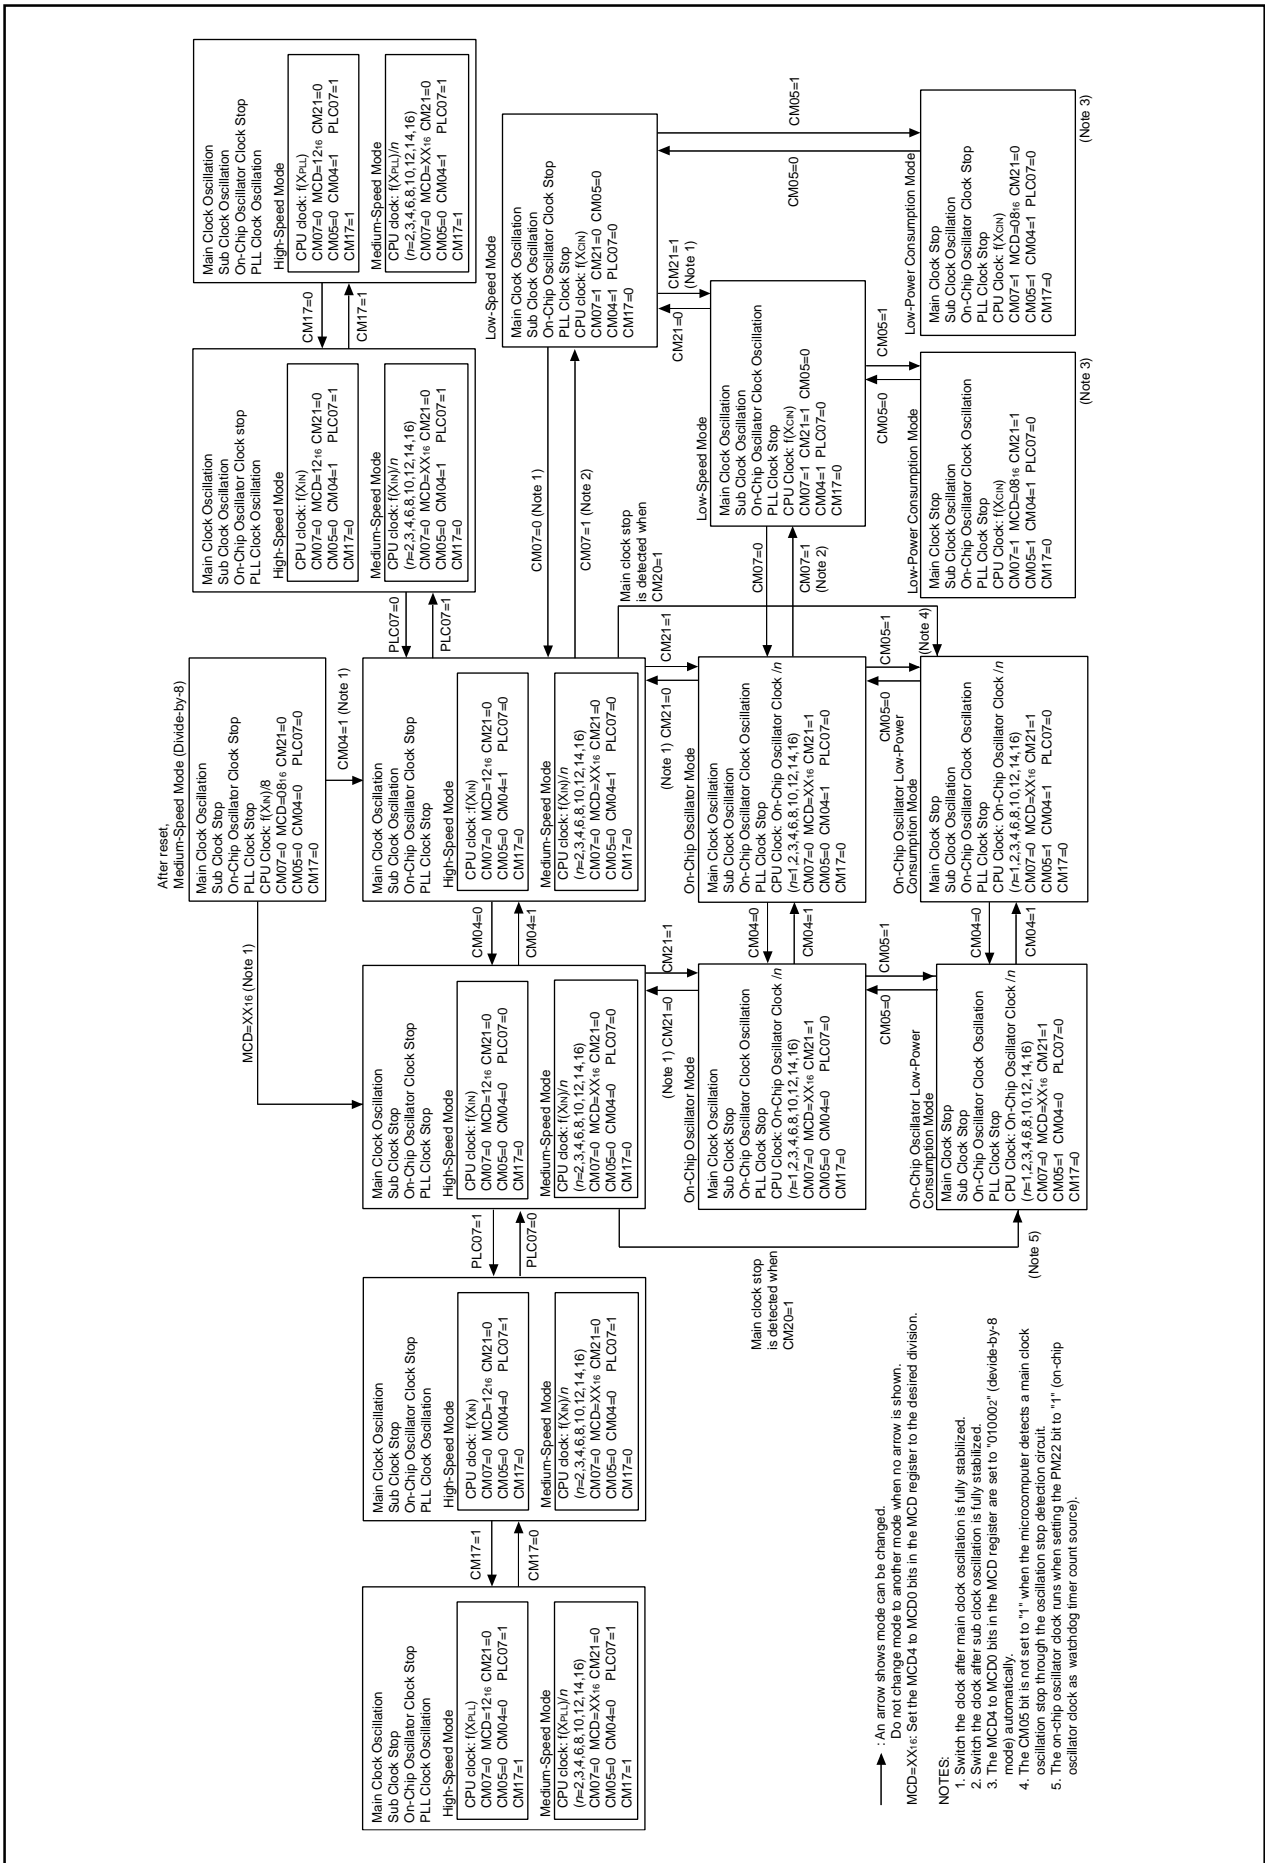 Main Clock Oscillation
Sub Clock Stop
On-Chip Oscillator Clock Stop
PLL Clock Oscillation
High-Speed Mode
CPU clock: f(XPLL)
CM07=0 MCD=1216 CM21=0
CM05=0 CM04=0 PLC07=1
CM17=1
Medium-Speed Mode
CPU clock: f(XPLL)/n
(n=2,3,4,6,8,10,12,14,16)
CM07=0 MCD=XX16 CM21=0
CM05=0 CM04=0 PLC07=1
CM17=1
CM17=1
CM17=0
Main Clock Oscillation
Sub Clock Stop
On-Chip Oscillator Clock Stop
PLL Clock Oscillation
High-Speed Mode
CPU clock: f(XIN)
CM07=0 MCD=1216 CM21=0
CM05=0 CM04=0 PLC07=1
CM17=0
Medium-Speed Mode
CPU clock: f(XIN)/n
(n=2,3,4,6,8,10,12,14,16)
CM07=0 MCD=XX16 CM21=0
CM05=0 CM04=0 PLC07=1
CM17=0
PLC07=1
PLC07=0
MCD=XX16 (Note 1)
Main Clock Oscillation
Sub Clock Stop
On-Chip Oscillator Clock Stop
PLL Clock Stop
High-Speed Mode
CPU clock: f(XIN)
CM07=0 MCD=1216 CM21=0
CM05=0 CM04=0 PLC07=0
CM17=0
Medium-Speed Mode
CPU clock: f(XIN)/n
(n=2,3,4,6,8,10,12,14,16)
CM07=0 MCD=XX16 CM21=0
CM05=0 CM04=0 PLC07=0
CM17=0
CM04=0
CM04=1
After reset,
Medium-Speed Mode (Divide-by-8)
Main Clock Oscillation
Sub Clock Stop
On-Chip Oscillator Clock Stop
PLL Clock Stop
CPU Clock: f(XIN)/8
CM07=0 MCD=0816 CM21=0
CM05=0 CM04=0 PLC07=0
CM17=0
CM04=1 (Note 1)
Main Clock Oscillation
Sub Clock Oscillation
On-Chip Oscillator Clock Stop
PLL Clock Stop
High-Speed Mode
CPU clock :f(XIN)
CM07=0 MCD=1216 CM21=0
CM05=0 CM04=1 PLC07=0
CM17=0
Medium-Speed Mode
CPU clock: f(XIN)/n
(n=2,3,4,6,8,10,12,14,16)
CM07=0 MCD=XX16 CM21=0
CM05=0 CM04=1 PLC07=0
CM17=0
PLC07=0
PLC07=1
Main Clock Oscillation
Sub Clock Oscillation
On-Chip Oscillator Clock stop
PLL Clock Oscillation
High-Speed Mode
CPU clock: f(XIN)
CM07=0 MCD=1216 CM21=0
CM05=0 CM04=1 PLC07=1
CM17=0
Medium-Speed Mode
CPU clock: f(XIN)/n
(n=2,3,4,6,8,10,12,14,16)
CM07=0 MCD=XX16 CM21=0
CM05=0 CM04=1 PLC07=1
CM17=0
CM17=0
CM17=1
Main Clock Oscillation
Sub Clock Oscillation
On-Chip Oscillator Clock Stop
PLL Clock Oscillation
High-Speed Mode
CPU clock: f(XPLL)
CM07=0 MCD=1216 CM21=0
CM05=0 CM04=1 PLC07=1
CM17=1
Medium-Speed Mode
CPU clock: f(XPLL)/n
(n=2,3,4,6,8,10,12,14,16)
CM07=0 MCD=XX16 CM21=0
CM05=0 CM04=1 PLC07=1
CM17=1
CM07=0 (Note 1)
CM07=1 (Note 2)
Low-Speed Mode
Main Clock Oscillation
Sub Clock Oscillation
On-Chip Oscillator Clock Stop
PLL Clock Stop
CPU clock: f(XCIN)
CM07=1 CM21=0 CM05=0
CM04=1 PLC07=0
CM17=0
Main clock stop
is detected when
CM20=1
(Note 1) CM21=0
CM21=1
(Note 1) CM21=0
CM21=1
CM21=0
CM21=1
(Note 1)
CM05=0
CM05=1
On-Chip Oscillator Mode
Main Clock Oscillation
Sub Clock Stop
On-Chip Oscillator Clock Oscillation
PLL Clock Stop
CPU Clock: On-Chip Oscillator Clock /n
(n=1,2,3,4,6,8,10,12,14,16)
CM07=0 MCD=XX16 CM21=1
CM05=0 CM04=0 PLC07=0
CM17=0
CM04=0
CM04=1
On-Chip Oscillator Mode
Main Clock Oscillation
Sub Clock Oscillation
On-Chip Oscillator Clock Oscillation
PLL Clock Stop
CPU Clock: On-Chip Oscillator Clock /n
(n=1,2,3,4,6,8,10,12,14,16)
CM07=0 MCD=XX16 CM21=1
CM05=0 CM04=1 PLC07=0
CM17=0
CM07=0
CM07=1
(Note 2)
Low-Speed Mode
Main Clock Oscillation
Sub Clock Oscillation
On-Chip Oscillator Clock Oscillation
PLL Clock Stop
CPU Clock: f(XCIN)
CM07=1 CM21=1 CM05=0
CM04=1 PLC07=0
CM17=0
Main clock stop
is detected when
CM20=1
CM05=0
CM05=1
CM05=0
CM05=1
(Note 4)
CM05=0
CM05=1
On-Chip Oscillator Low-Power
Consumption Mode
Main Clock Stop
Sub Clock Stop
On-Chip Oscillator Clock Oscillation
PLL Clock Stop
CPU Clock: On-Chip Oscillator Clock /n
(n=1,2,3,4,6,8,10,12,14,16)
CM07=0 MCD=XX16 CM21=1
CM05=1 CM04=0 PLC07=0
CM17=0
(Note 5)
CM04=0
CM04=1
On-Chip Oscillator Low-Power
Consumption Mode
Main Clock Stop
Sub Clock Oscillation
On-Chip Oscillator Clock Oscillation
PLL Clock Stop
CPU Clock: On-Chip Oscillator Clock /n
(n=1,2,3,4,6,8,10,12,14,16)
CM07=0 MCD=XX16 CM21=1
CM05=1 CM04=1 PLC07=0
CM17=0
Low-Power Consumption Mode
Main Clock Stop
Sub Clock Oscillation
On-Chip Oscillator Clock Oscillation
PLL Clock Stop
CPU Clock: f(XCIN)
CM07=1 MCD=0816 CM21=1
CM05=1 CM04=1 PLC07=0
CM17=0
(Note 3)
Low-Power Consumption Mode
Main Clock Stop
Sub Clock Oscillation
On-Chip Oscillator Clock Stop
PLL Clock Stop
CPU Clock: f(XCIN)
CM07=1 MCD=0816 CM21=0
CM05=1 CM04=1 PLC07=0
CM17=0
(Note 3)
: An arrow shows mode can be changed.
Do not change mode to another mode when no arrow is shown.
MCD=XX16: Set the MCD4 to MCD0 bits in the MCD register to the desired division.
NOTES:
1. Switch the clock after main clock oscillation is fully stabilized.
2. Switch the clock after sub clock oscillation is fully stabilized.
3. The MCD4 to MCD0 bits in the MCD register are set to "010002" (devide-by-8
mode) automatically.
4. The CM05 bit is not set to "1" when the microcomputer detects a main clock
oscillation stop through the oscillation stop detection circuit.
5. The on-chip oscillator clock runs when setting the PM22 bit to "1" (on-chip
oscillator clock as watchdog timer count source).